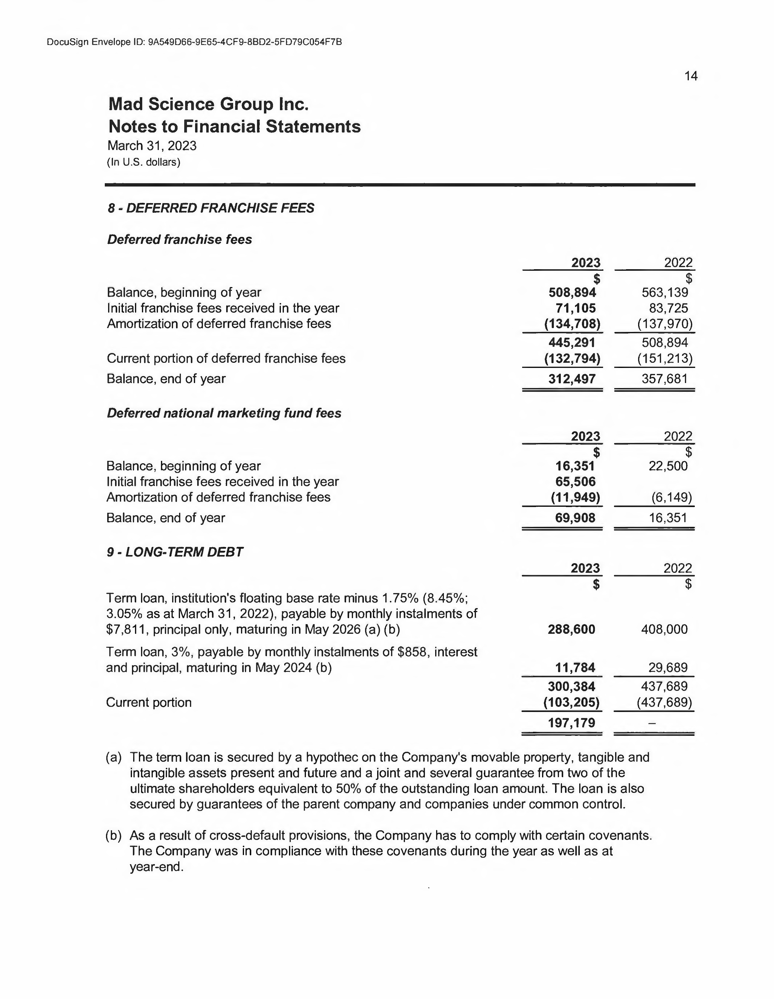 DocuSign Envelope ID: 9A549D66-9E65-4CF9-8BD2-5FD79C054F7B
14
Mad Science Group Inc.
Notes to Financial Statements
March 31, 2023
(In U.S. dollars)
8 - DEFERRED FRANCHISE FEES
Deferred franchise fees
2023 2022
$ $
Balance, beginning of year 508,894 563,139
Initial franchise fees received in the year 71,105 83,725
Amortization of deferred franchise fees (134,708) (137,970)
445,291 508,894
Current portion of deferred franchise fees (132,794) (151,213)
Balance, end of year 312,497 357,681
Deferred national marketing fund fees
2023 2022
$ $
Balance, beginning of year 16,351 22,500
Initial franchise fees received in the year 65,506
Amortization of deferred franchise fees (11,949) (6,149)
Balance, end of year 69,908 16,351
9 - LONG-TERM DEBT
2023 2022
$ $
Term loan, institution's floating base rate minus 1.75% (8.45%;
3.05% as at March 31, 2022), payable by monthly instalments of
$7,811, principal only, maturing in May 2026 (a) (b) 288,600 408,000
Term loan, 3%, payable by monthly instalments of $858, interest
and principal, maturing in May 2024 (b) 11,784 29,689
300,384 437,689
Current portion (103,205) (437,689)
197,179 –
(a) The term loan is secured by a hypothec on the Company's movable property, tangible and
intangible assets present and future and a joint and several guarantee from two of the
ultimate shareholders equivalent to 50% of the outstanding loan amount. The loan is also
secured by guarantees of the parent company and companies under common control.
(b) As a result of cross-default provisions, the Company has to comply with certain covenants.
The Company was in compliance with these covenants during the year as well as at
year-end.